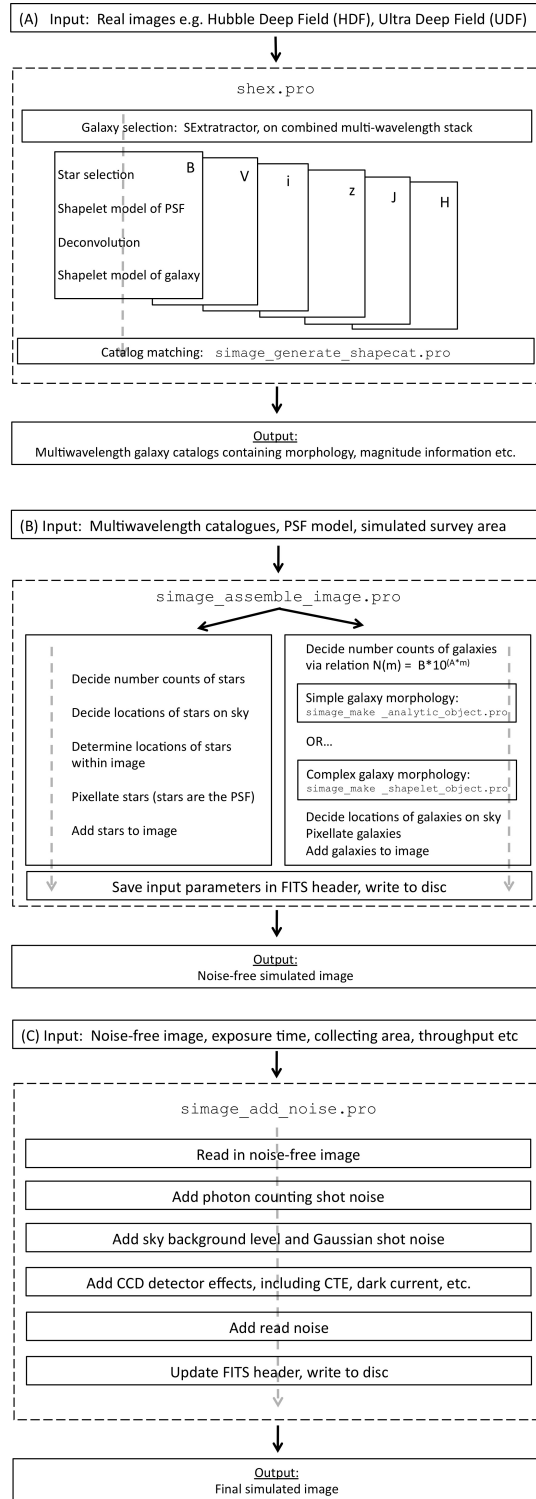 (A) Input: Real images e.g. Hubble Deep Field (HDF), Ultra Deep Field (UDF)
shex.pro
Galaxy selection: SExtratractor, on combined multi-wavelength stack
B
V
i
z
J
H
Star selection
Shapelet model of PSF
Deconvolution
Shapelet model of galaxy
Catalog matching: simage_generate_shapecat.pro
Output:
Multiwavelength galaxy catalogs containing morphology, magnitude information etc.
(B) Input: Multiwavelength catalogues, PSF model, simulated survey area
simage_assemble_image.pro
Decide number counts of stars
Decide locations of stars on sky
Determine locations of stars
within image
Pixellate stars (stars are the PSF)
Add stars to image
Decide number counts of galaxies
via relation N(m) = B*10^(A*m)
Simple galaxy morphology:
simage_make _analytic_object.pro
OR...
Complex galaxy morphology:
simage_make _shapelet_object.pro
Decide locations of galaxies on sky
Pixellate galaxies
Add galaxies to image
Save input parameters in FITS header, write to disc
Output:
Noise-free simulated image
(C) Input: Noise-free image, exposure time, collecting area, throughput etc
simage_add_noise.pro
Read in noise-free image
Add photon counting shot noise
Add sky background level and Gaussian shot noise
Add CCD detector effects, including CTE, dark current, etc.
Add read noise
Update FITS header, write to disc
Output:
Final simulated image